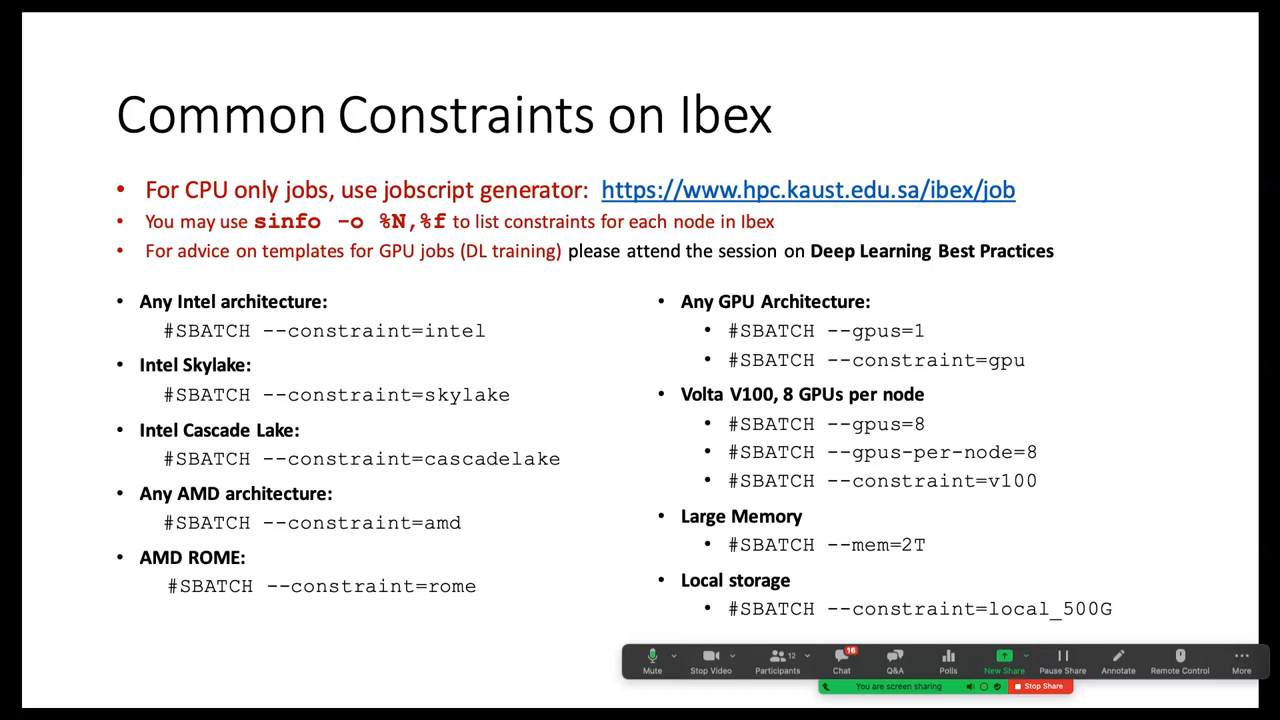 Common Constraints on Ibex
• For CPU only jobs, use jobscript generator: https://www.hpc.kaust.edu.sa/ibex/job
• You may use sinfo -o %N,%f to list constraints for each node in Ibex
• For advice on templates for GPU jobs (DL training) please attend the session on Deep Learning Best Practices
• Any Intel architecture:
#SBATCH --constraint=intel
• Intel Skylake:
#SBATCH --constraint=skylake
• Intel Cascade Lake:
#SBATCH --constraint=cascadelake
• Any AMD architecture:
#SBATCH --constraint=amd
• AMD ROME:
#SBATCH --constraint=rome
• Any GPU Architecture:
• #SBATCH --gpus=1
• #SBATCH --constraint=gpu
• Volta V100, 8 GPUs per node
• #SBATCH --gpus=8
• #SBATCH --gpus-per-node=8
• #SBATCH --constraint=v100
• Large Memory
• #SBATCH --mem=2T
• Local storage
• #SBATCH --constraint=local_500G
12 16
Mute Stop Video Participants Chat Q&A Polls New Share Pause Share Annotate Remote Control More
You are screen sharing Stop Share